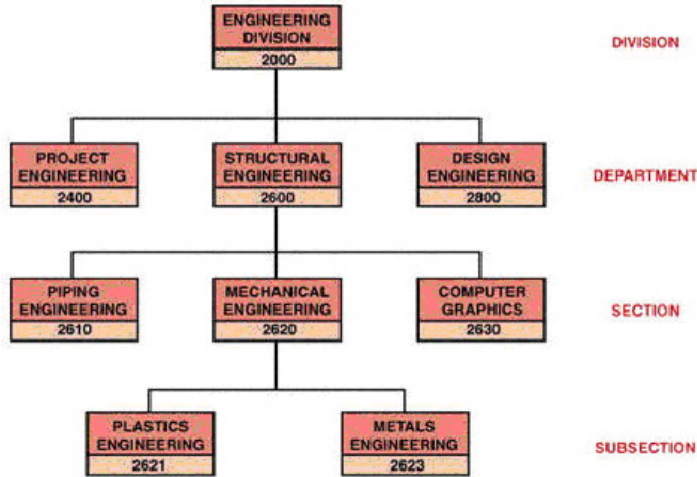 ENGINEERING
DIVISION
2000
DIVISION
PROJECT
ENGINEERING
2400
STRUCTURAL
ENGINEERING
2600
DESIGN
ENGINEERING
2800
DEPARTMENT
PIPING
ENGINEERING
2610
MECHANICAL
ENGINEERING
2620
COMPUTER
GRAPHICS
2630
SECTION
PLASTICS
ENGINEERING
2621
METALS
ENGINEERING
2623
SUBSECTION